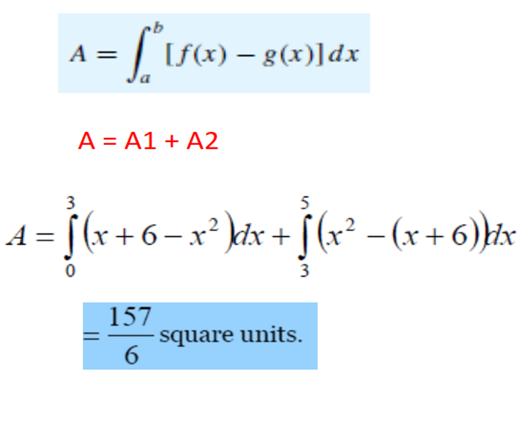 A = ∫_a^b [f(x) – g(x)] dx
A = A1 + A2
A = ∫_0^3 (x + 6 – x²)dx + ∫_3^5 (x² – (x + 6))dx
= 157/6 square units.